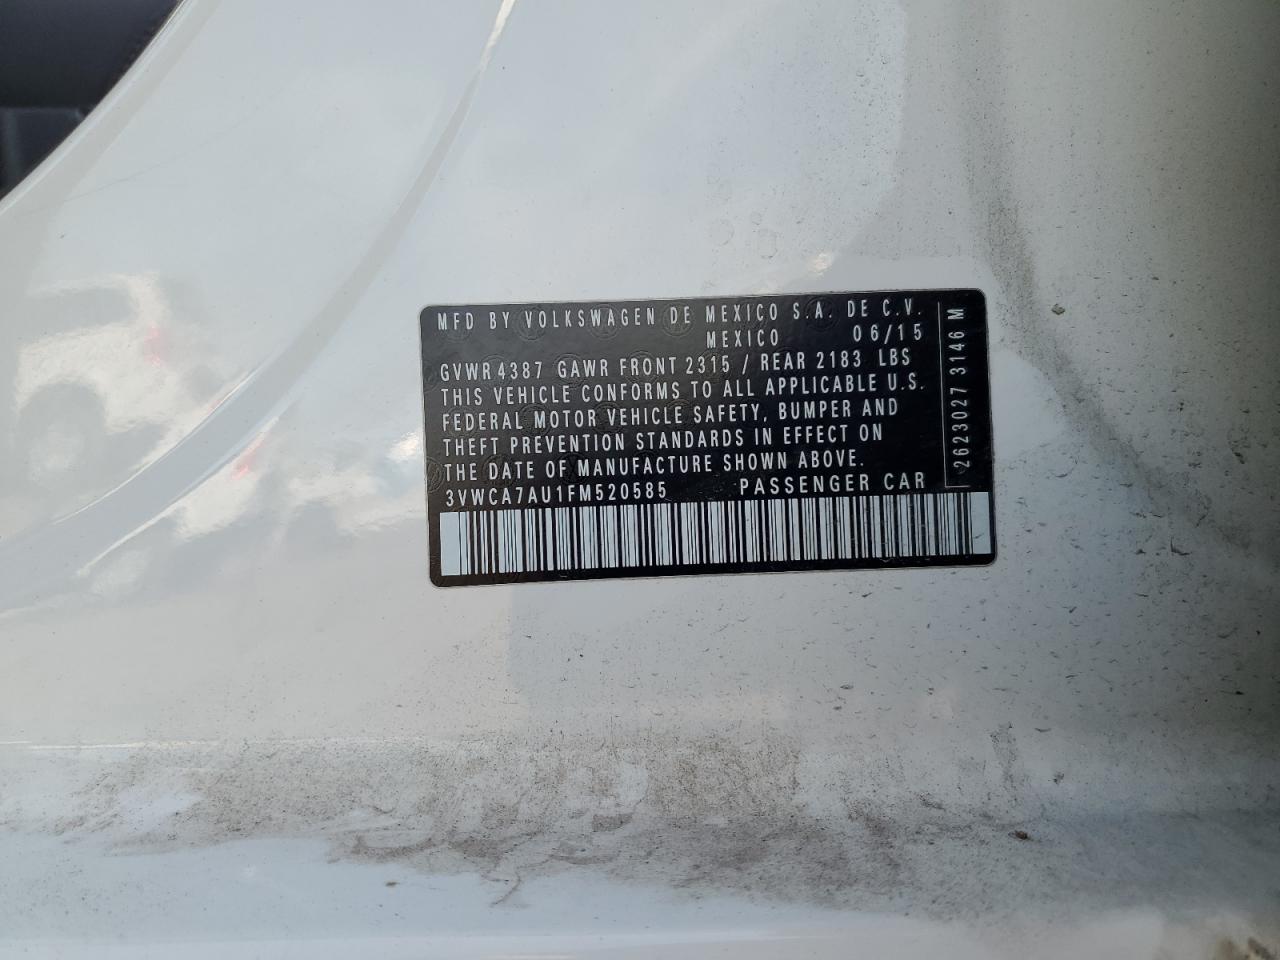 MFD BY VOLKSWAGEN DE MEXICO S.A. DE C.V.
MEXICO 06/15
GVWR 4387 GAWR FRONT 2315 / REAR 2183 LBS
THIS VEHICLE CONFORMS TO ALL APPLICABLE U.S.
FEDERAL MOTOR VEHICLE SAFETY, BUMPER AND
THEFT PREVENTION STANDARDS IN EFFECT ON
THE DATE OF MANUFACTURE SHOWN ABOVE.
3VWCA7AU1FM520585 PASSENGER CAR
2623027 3146 M